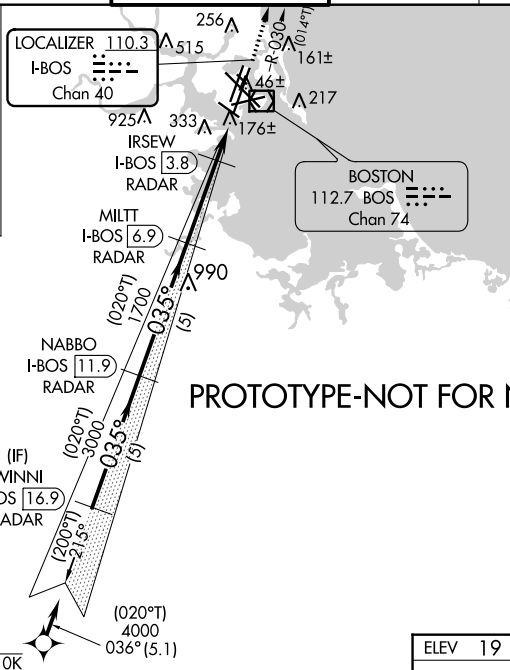 LOCALIZER 110.3
I-BOS
Chan 40
256
515
R-030
(014°T)
161±
46±
217
925
333
176±
IRSEW
I-BOS 3.8
RADAR
BOSTON
112.7 BOS
Chan 74
MILTT
I-BOS 6.9
RADAR
990
(020°T)
1700
035°
(5)
NABBO
I-BOS 11.9
RADAR
PROTOTYPE-NOT FOR
(020°T)
3000
035°
(5)
(IF)
WINNI
OS 16.9
ADAR
(200°T)
215°
(020°T)
4000
036° (5.1)
0K
ELEV 19